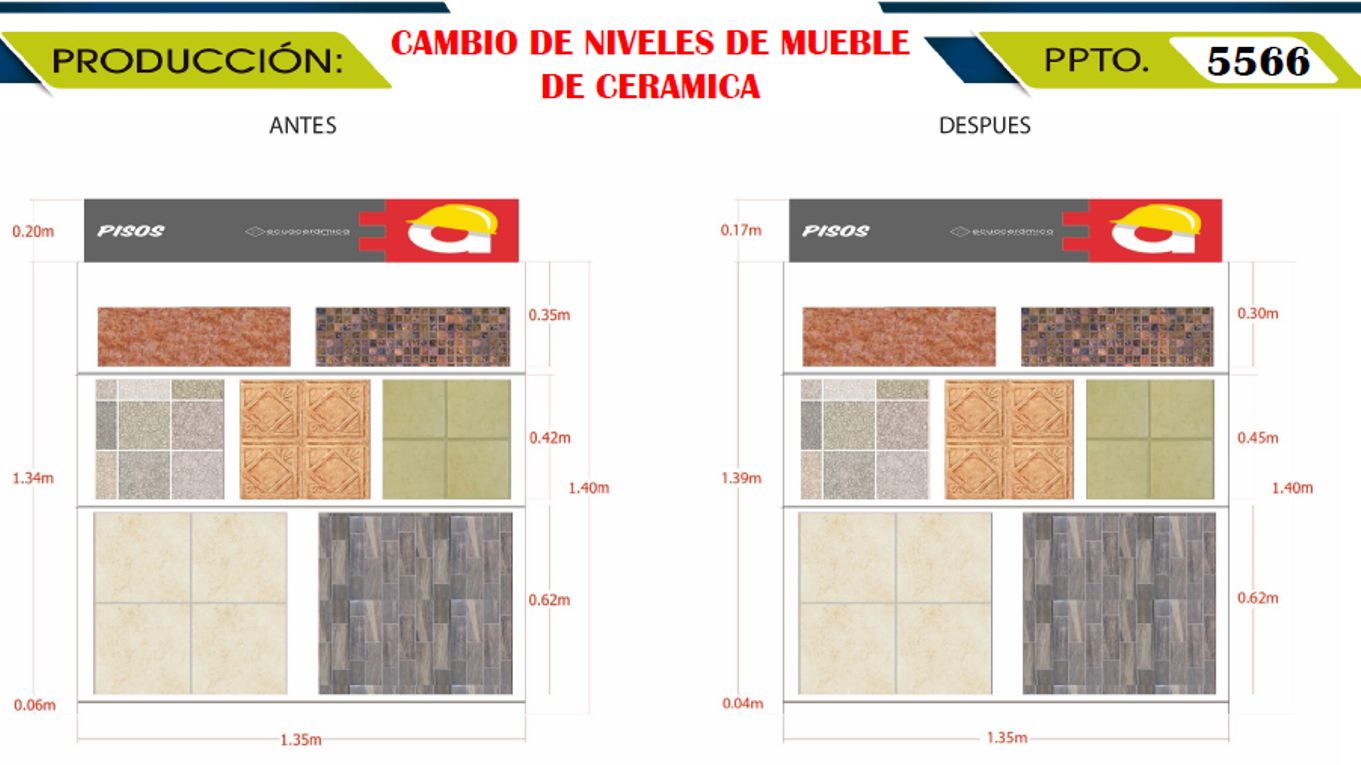 PRODUCCIÓN:
CAMBIO DE NIVELES DE MUEBLE
DE CERAMICA
PPTO.
5566
ANTES
DESPUES
0.20m
PISOS
ecuacerámica
a
0.35m
0.42m
1.34m
1.40m
0.62m
0.06m
1.35m
0.17m
PISOS
ecuacerámica
a
0.30m
0.45m
1.39m
1.40m
0.62m
0.04m
1.35m